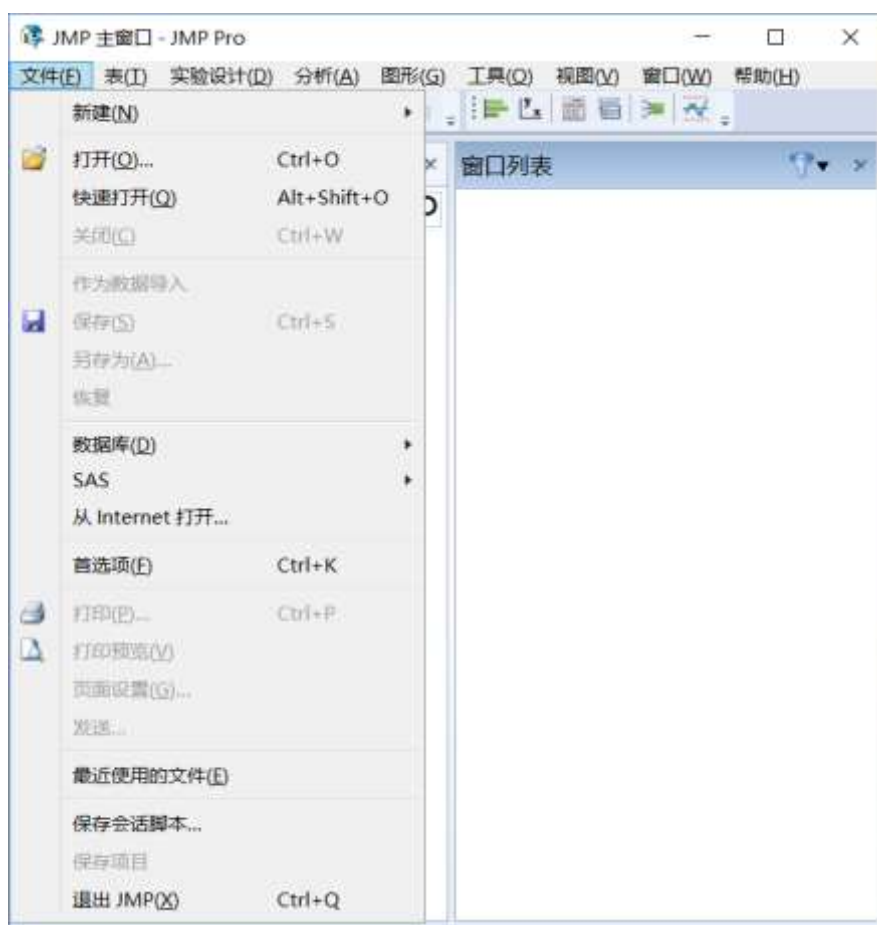 JMP 主窗口 - JMP Pro
文件(F) 表(T) 实验设计(D) 分析(A) 图形(G) 工具(O) 视图(V) 窗口(W) 帮助(H)
新建(N)
打开(O)... Ctrl+O
窗口列表
快速打开(Q) Alt+Shift+O
关闭(C) Ctrl+W
作为数据导入
保存(S) Ctrl+S
另存为(A)...
恢复
数据库(D)
SAS
从 Internet 打开...
首选项(F) Ctrl+K
打印(P)... Ctrl+P
打印预览(V)
页面设置(G)...
发送...
最近使用的文件(E)
保存会话脚本...
保存项目
退出 JMP(X) Ctrl+Q